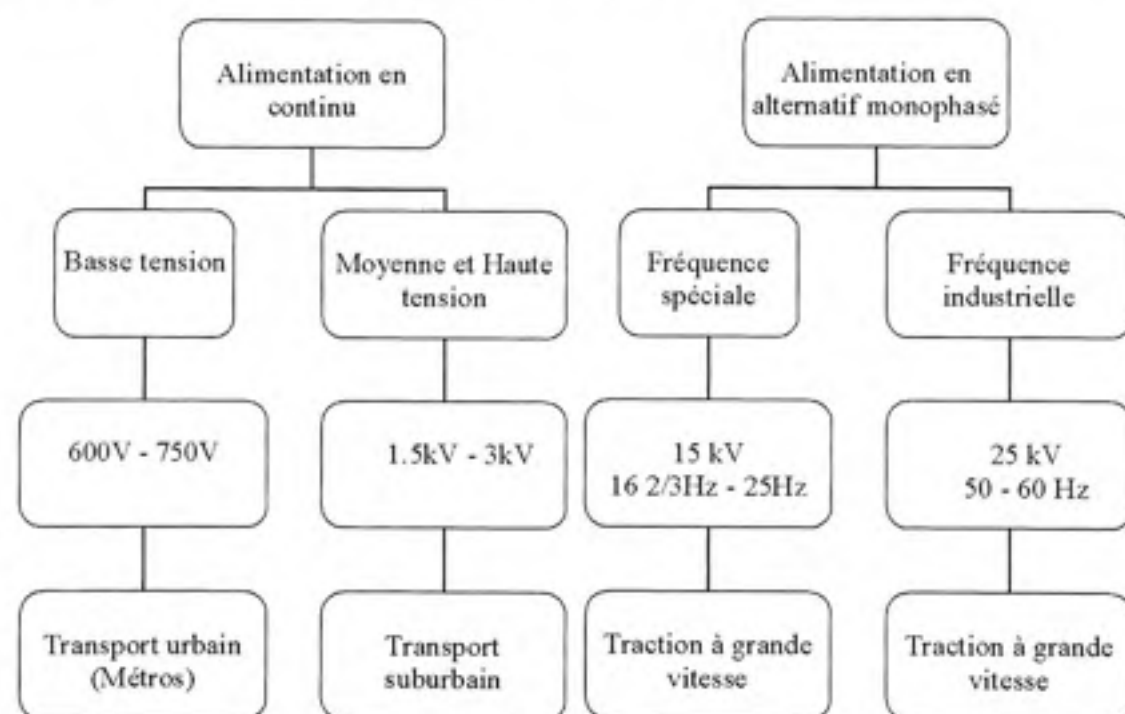 Alimentation en
continu
Alimentation en
alternatif monophasé
Basse tension
Moyenne et Haute
tension
Fréquence
spéciale
Fréquence
industrielle
600V - 750V
1.5kV - 3kV
15 kV
16 2/3Hz - 25Hz
25 kV
50 - 60 Hz
Transport urbain
(Métros)
Transport
suburbain
Traction à grande
vitesse
Traction à grande
vitesse